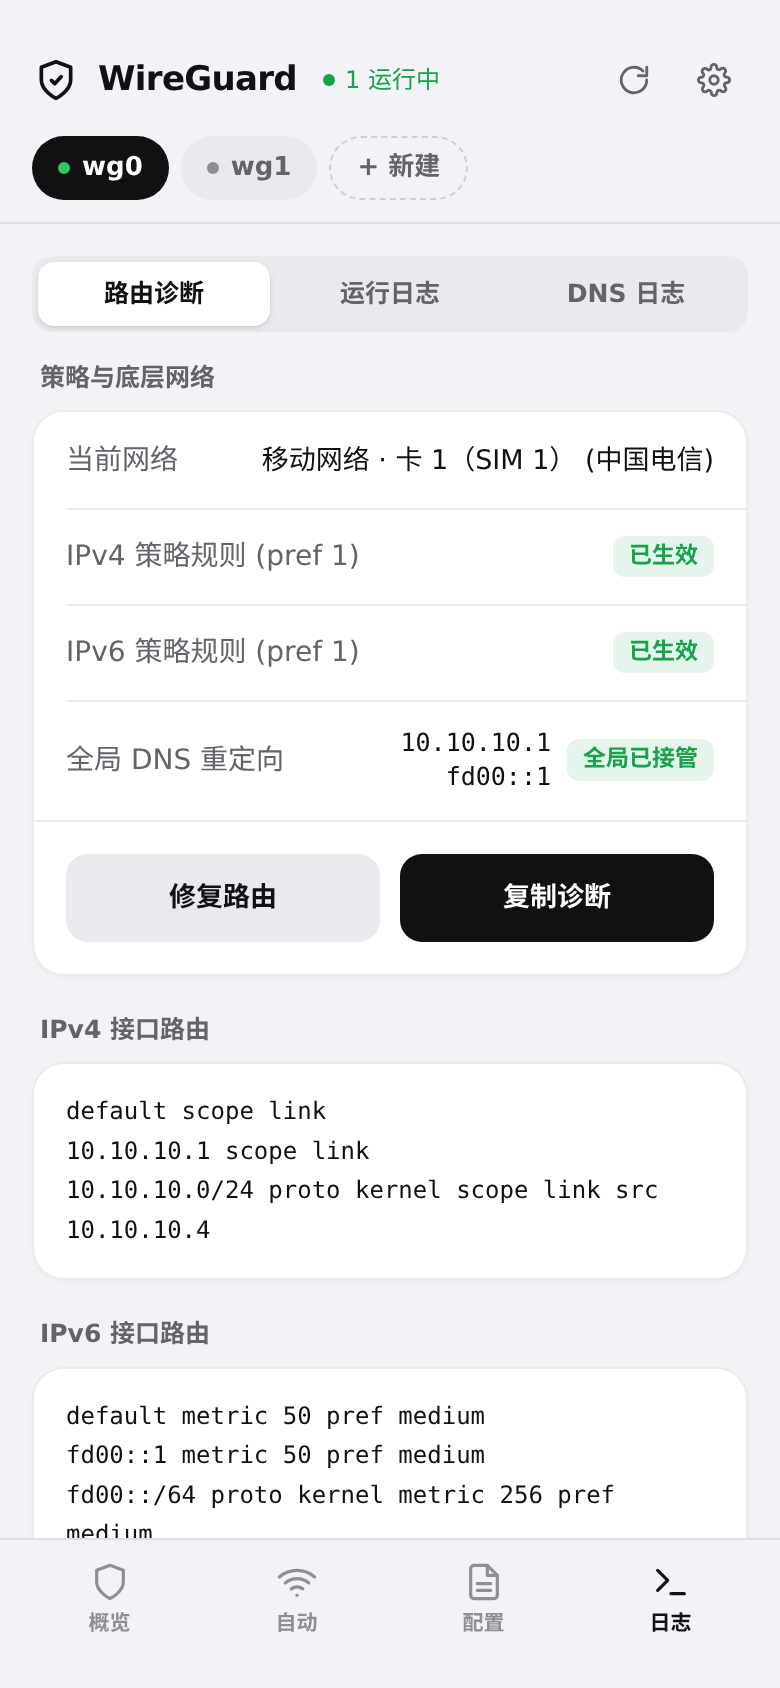 WireGuard
1 运行中
wg0
wg1
+ 新建
路由诊断
运行日志
DNS 日志
策略与底层网络
当前网络
移动网络 · 卡 1（SIM 1） (中国电信)
IPv4 策略规则 (pref 1)
已生效
IPv6 策略规则 (pref 1)
已生效
全局 DNS 重定向
10.10.10.1
fd00::1
全局已接管
修复路由
复制诊断
IPv4 接口路由
default scope link
10.10.10.1 scope link
10.10.10.0/24 proto kernel scope link src
10.10.10.4
IPv6 接口路由
default metric 50 pref medium
fd00::1 metric 50 pref medium
fd00::/64 proto kernel metric 256 pref
medium
概览
自动
配置
日志